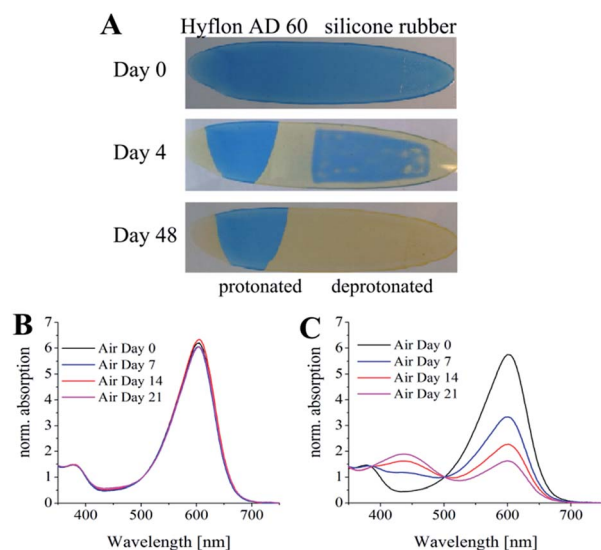 A
Hyflon AD 60 silicone rubber
Day 0
Day 4
Day 48
protonated deprotonated
B
7
6
5
4
3
2
1
0
norm. absorption
Air Day 0
Air Day 7
Air Day 14
Air Day 21
400 500 600 700
Wavelength [nm]
C
7
6
5
4
3
2
1
0
norm. absorption
Air Day 0
Air Day 7
Air Day 14
Air Day 21
400 500 600 700
Wavelength [nm]